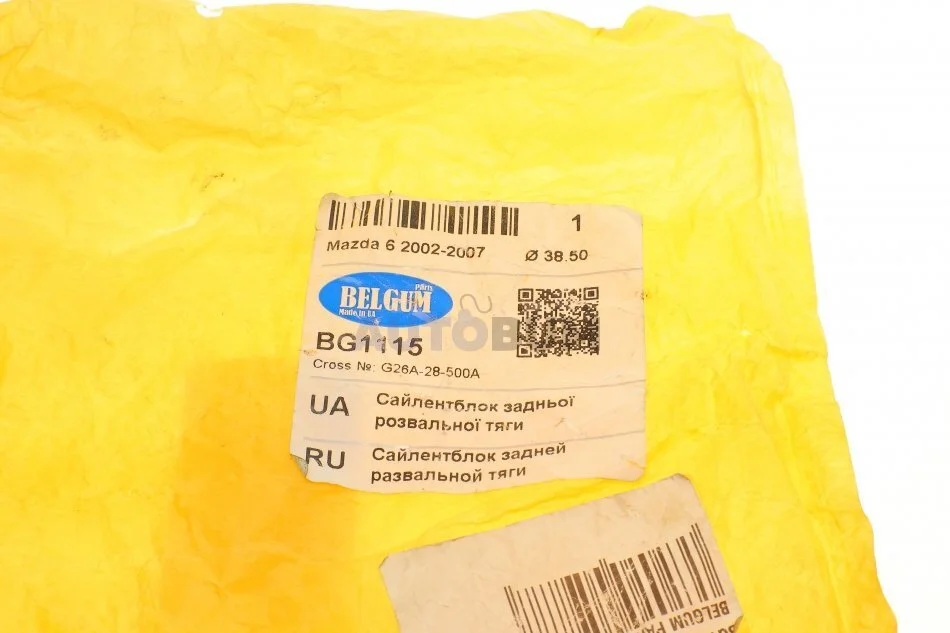 1
Mazda 6 2002-2007 Ø 38.50
Parts
BELGUM
Made in UA
BG1115
Cross №: G26A-28-500A
UA Сайлентблок задньої
розвальної тяги
RU Сайлентблок задней
развальной тяги
BELGUM